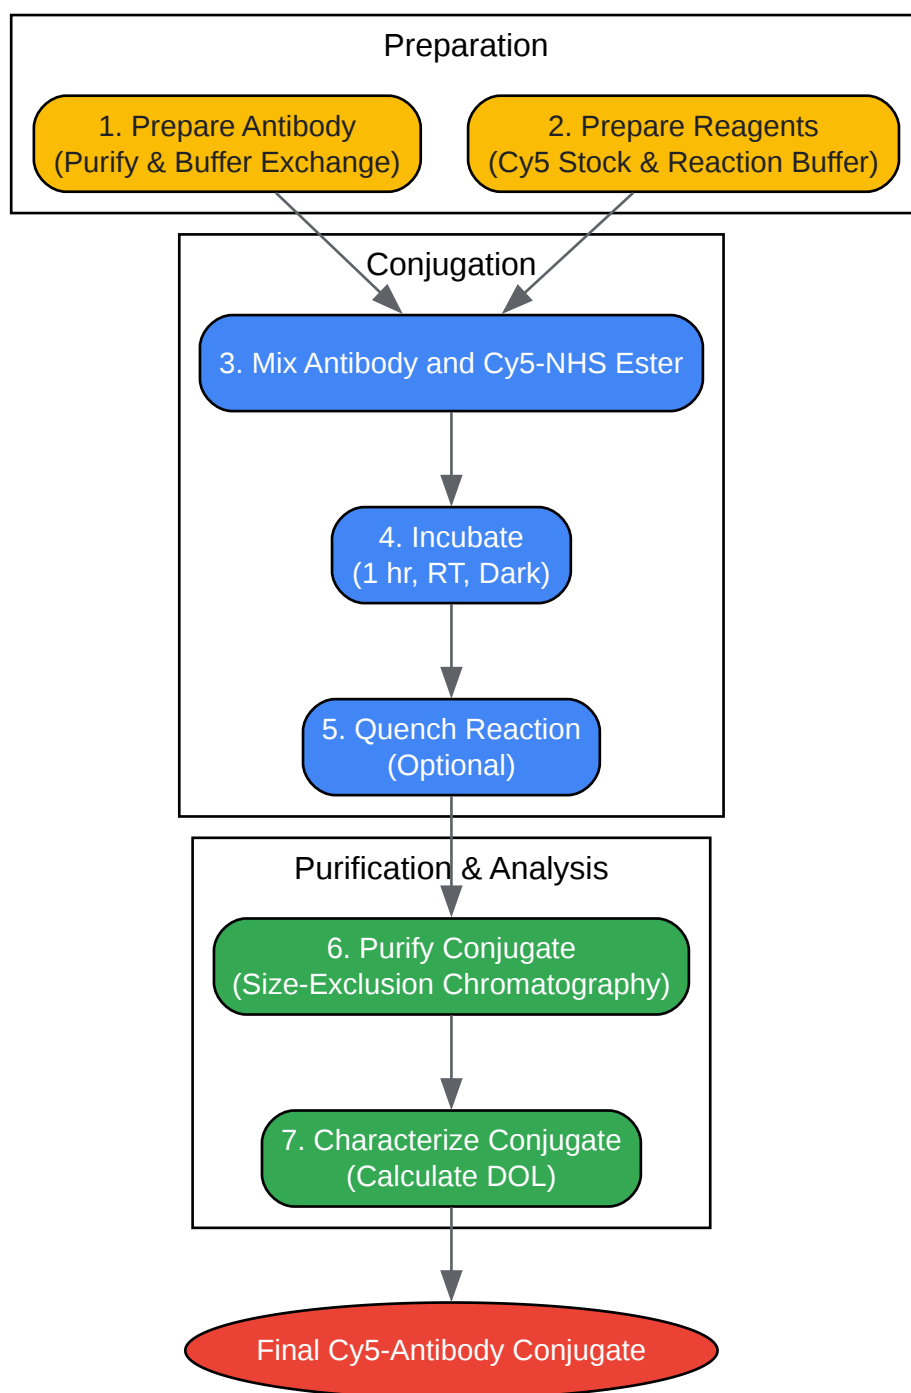 Preparation
1. Prepare Antibody
(Purify & Buffer Exchange)
2. Prepare Reagents
(Cy5 Stock & Reaction Buffer)
Conjugation
3. Mix Antibody and Cy5-NHS Ester
4. Incubate
(1 hr, RT, Dark)
5. Quench Reaction
(Optional)
Purification & Analysis
6. Purify Conjugate
(Size-Exclusion Chromatography)
7. Characterize Conjugate
(Calculate DOL)
Final Cy5-Antibody Conjugate